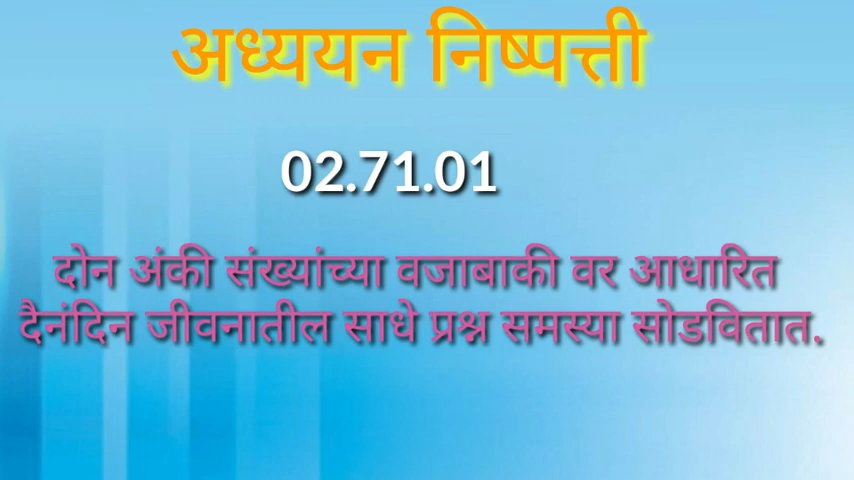 अध्ययन निष्पत्ती
02.71.01
दोन अंकी संख्यांच्या वजाबाकी वर आधारित
दैनंदिन जीवनातील साधे प्रश्न समस्या सोडवितात.